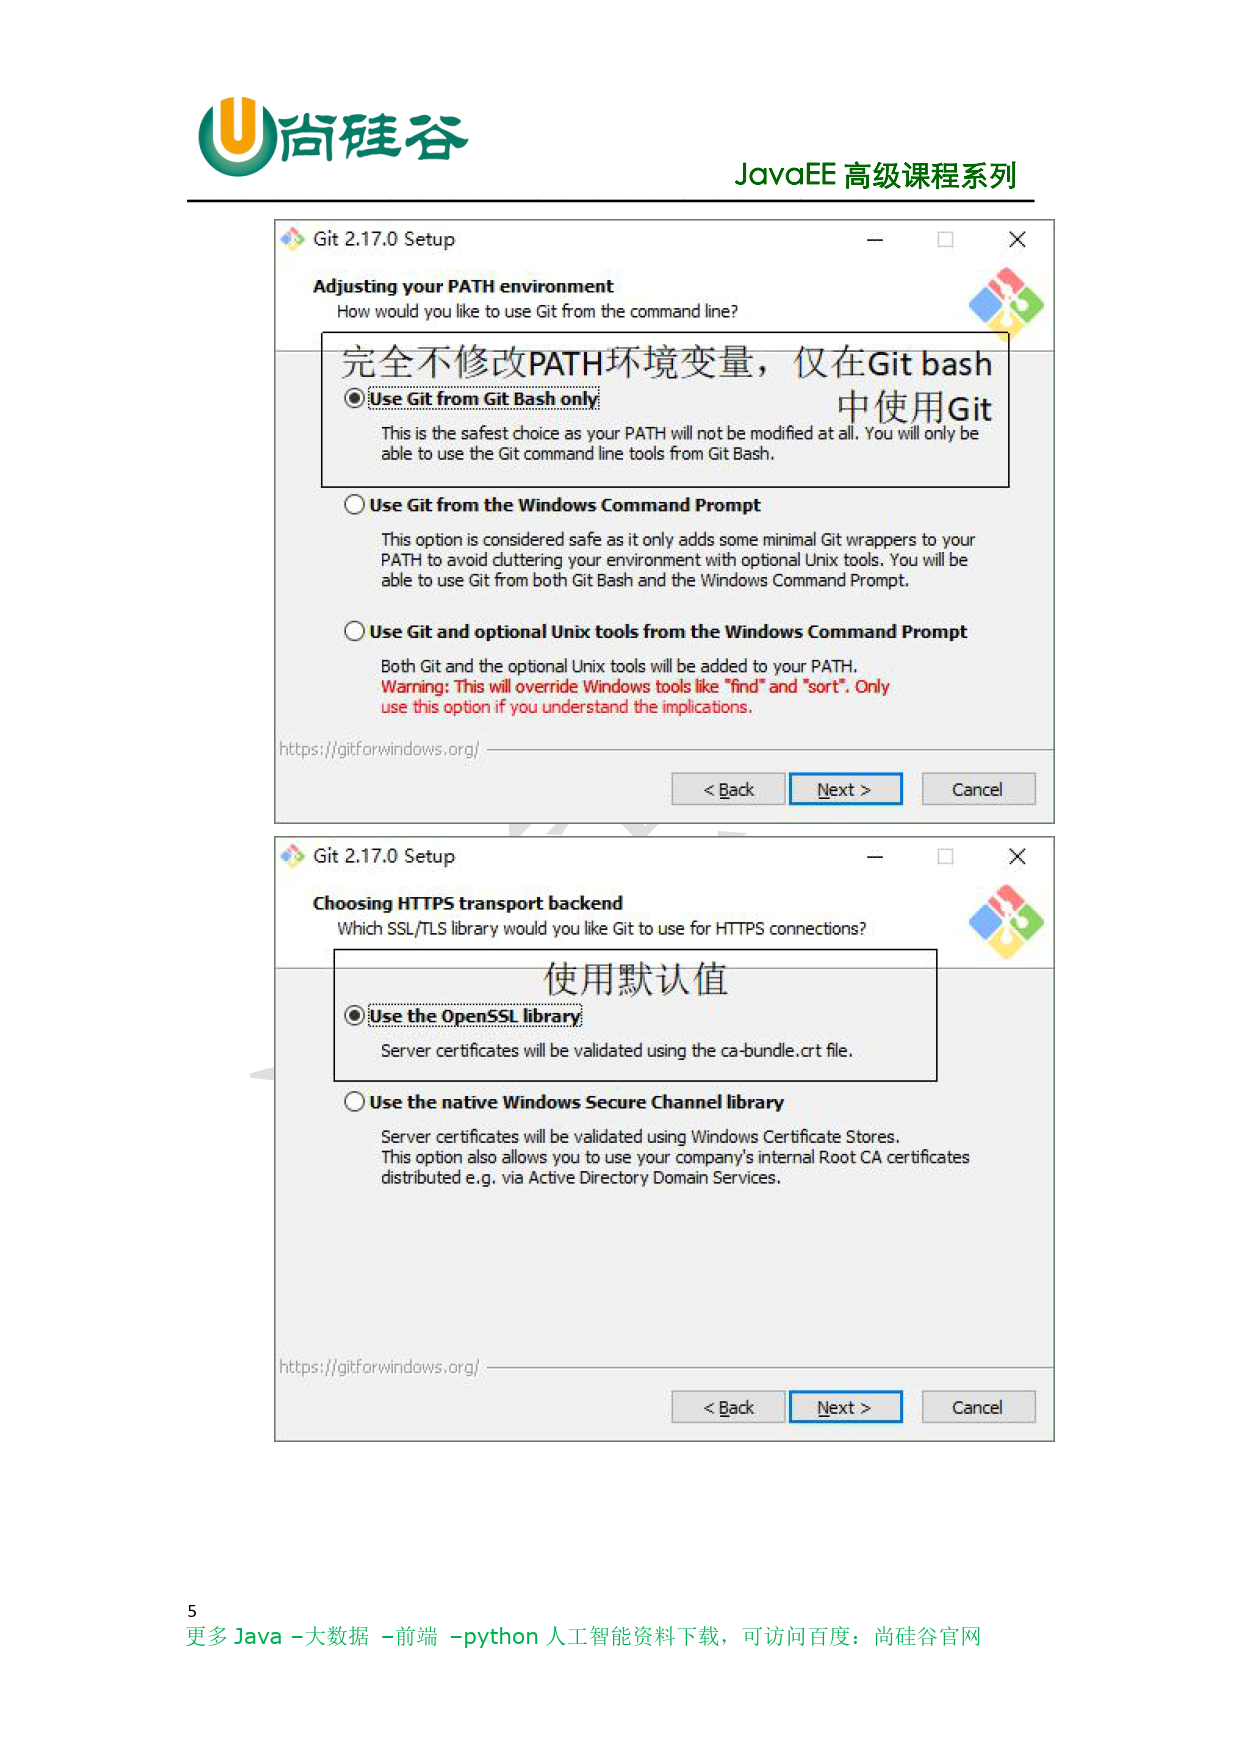 尚硅谷
JavaEE 高级课程系列
Git 2.17.0 Setup
Adjusting your PATH environment
How would you like to use Git from the command line?
完全不修改PATH环境变量，仅在Git bash
中使用Git
Use Git from Git Bash only
This is the safest choice as your PATH will not be modified at all. You will only be
able to use the Git command line tools from Git Bash.
Use Git from the Windows Command Prompt
This option is considered safe as it only adds some minimal Git wrappers to your
PATH to avoid cluttering your environment with optional Unix tools. You will be
able to use Git from both Git Bash and the Windows Command Prompt.
Use Git and optional Unix tools from the Windows Command Prompt
Both Git and the optional Unix tools will be added to your PATH.
Warning: This will override Windows tools like "find" and "sort". Only
use this option if you understand the implications.
https://gitforwindows.org/
< Back Next > Cancel
Git 2.17.0 Setup
Choosing HTTPS transport backend
Which SSL/TLS library would you like Git to use for HTTPS connections?
使用默认值
Use the OpenSSL library
Server certificates will be validated using the ca-bundle.crt file.
Use the native Windows Secure Channel library
Server certificates will be validated using Windows Certificate Stores.
This option also allows you to use your company's internal Root CA certificates
distributed e.g. via Active Directory Domain Services.
https://gitforwindows.org/
< Back Next > Cancel
5
更多 Java –大数据 –前端 –python 人工智能资料下载，可访问百度：尚硅谷官网